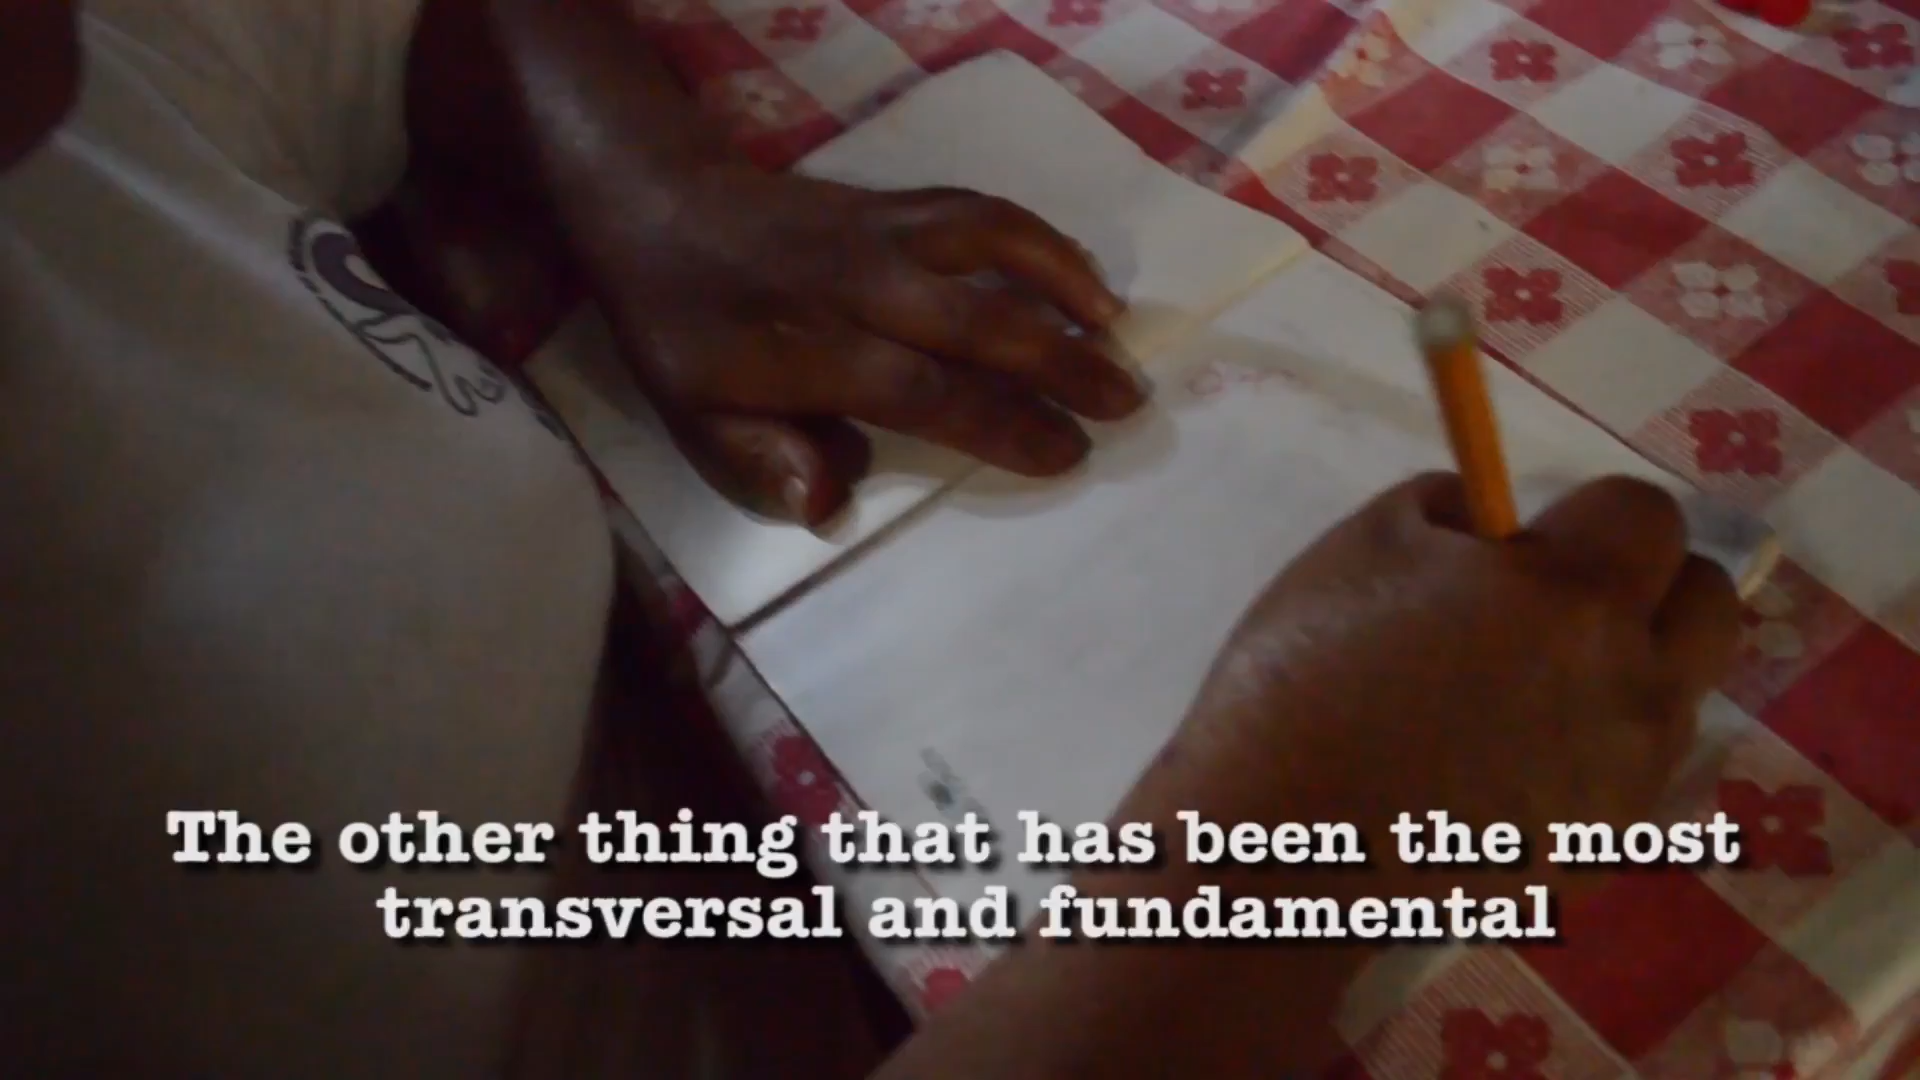 The other thing that has been the most
transversal and fundamental